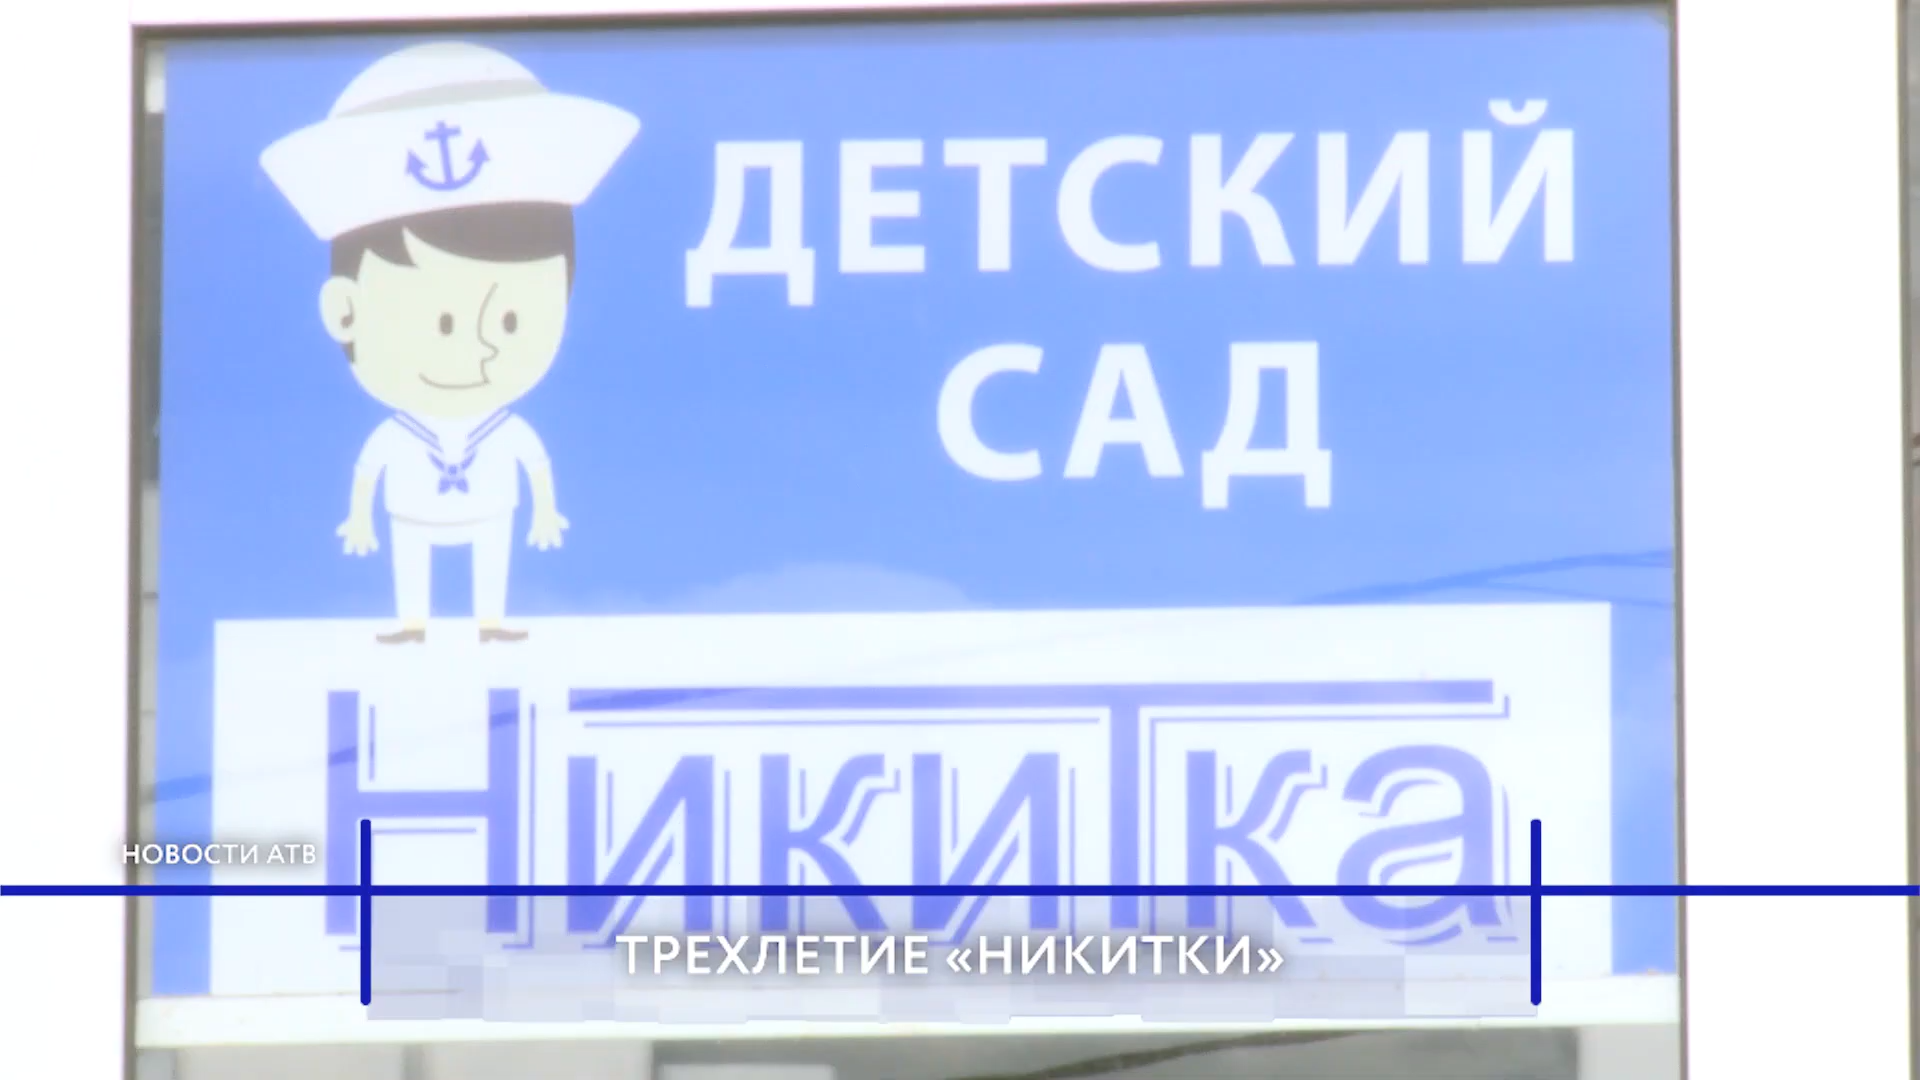 ДЕТСКИЙ
САД
Никитка
НОВОСТИ АТВ
ТРЕХЛЕТИЕ «НИКИТКИ»